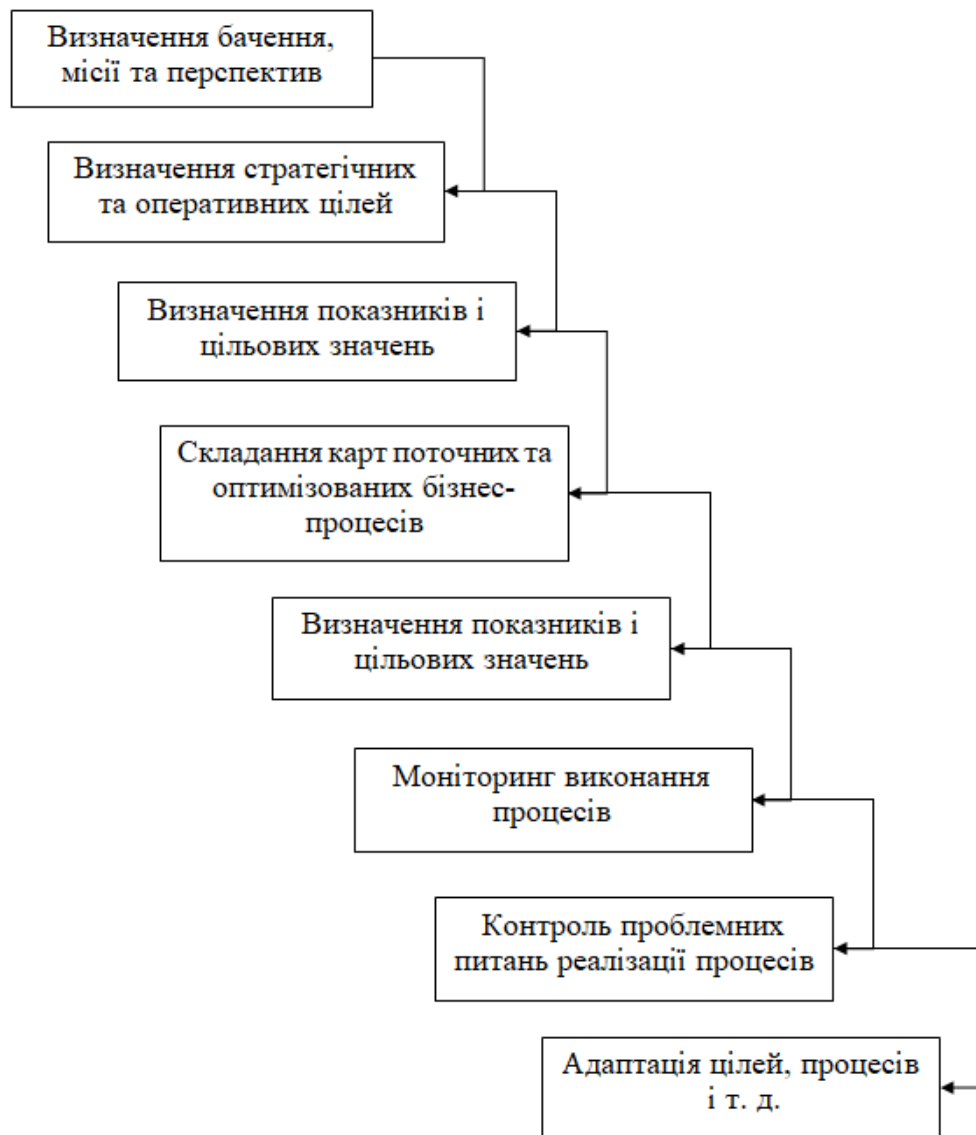 Визначення бачення,
місії та перспектив
Визначення стратегічних
та оперативних цілей
Визначення показників і
цільових значень
Складання карт поточних та
оптимізованих бізнес-
процесів
Визначення показників і
цільових значень
Моніторинг виконання
процесів
Контроль проблемних
питань реалізації процесів
Адаптація цілей, процесів
і т. д.